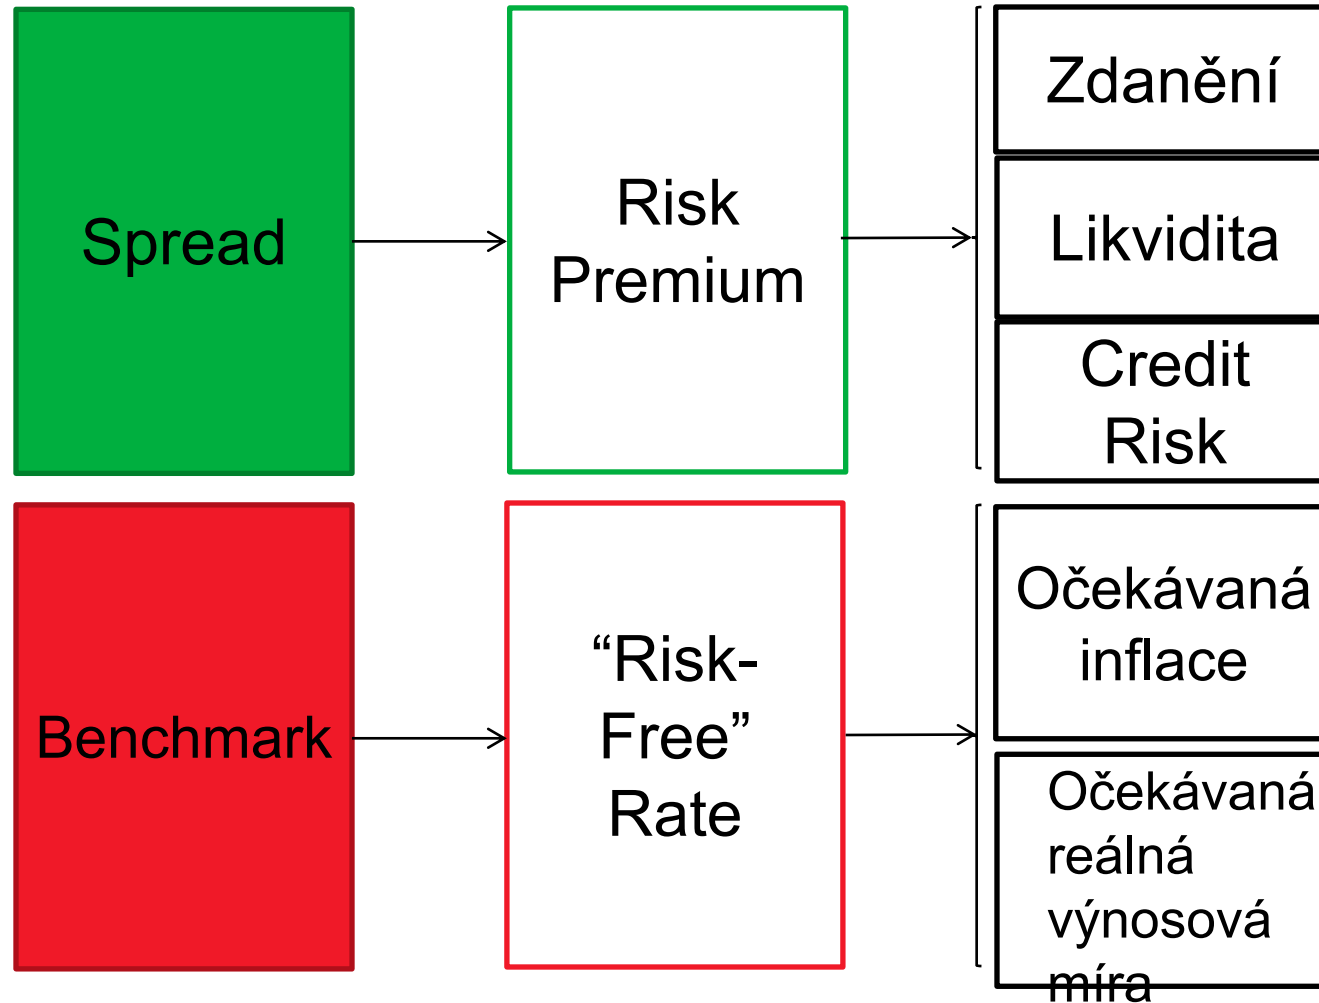 Spread
Risk
Premium
Zdanění
Likvidita
Credit
Risk
Benchmark
“Risk-
Free”
Rate
Očekávaná
inflace
Očekávaná
reálná
výnosová
míra